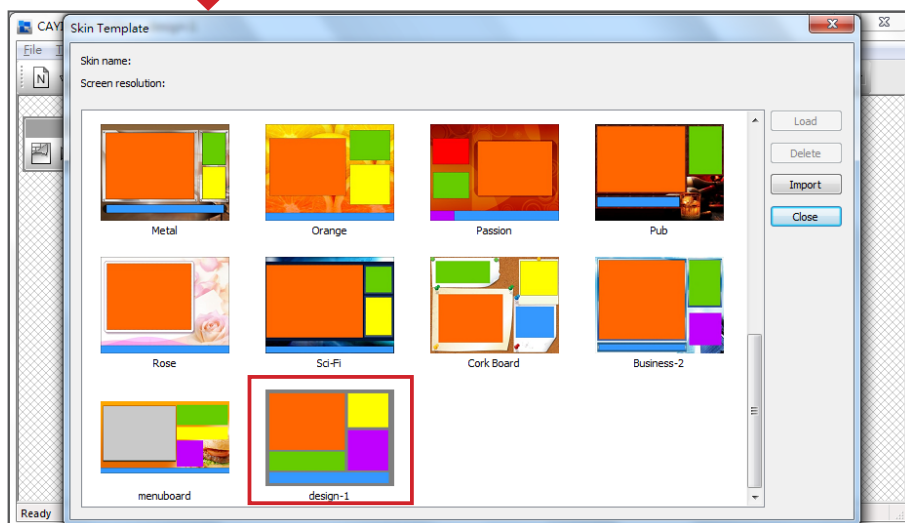 CAYI
Skin Template
File
Skin name:
N
Screen resolution:
Load
Delete
Import
Close
Metal Orange Passion Pub
Rose Sci-Fi Cork Board Business-2
menuboard design-1
Ready